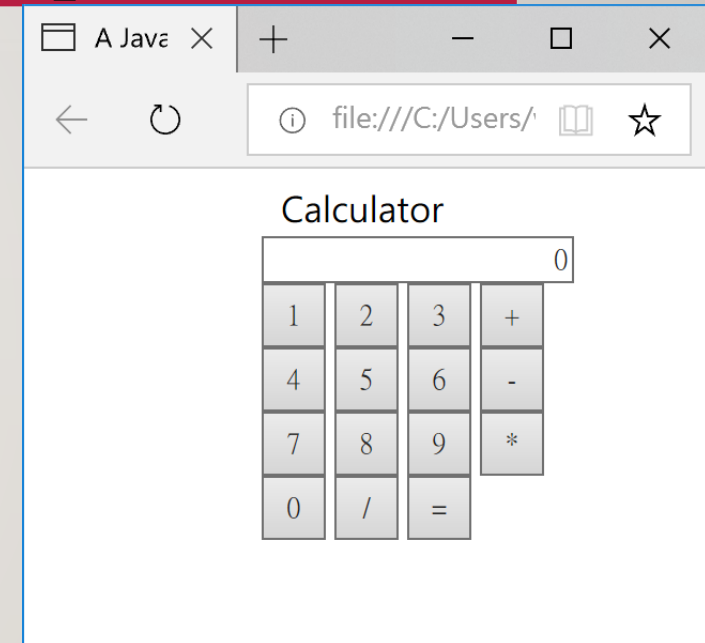 A Java
file:///C:/Users/
Calculator
0
1 2 3 +
4 5 6 -
7 8 9 *
0 / =